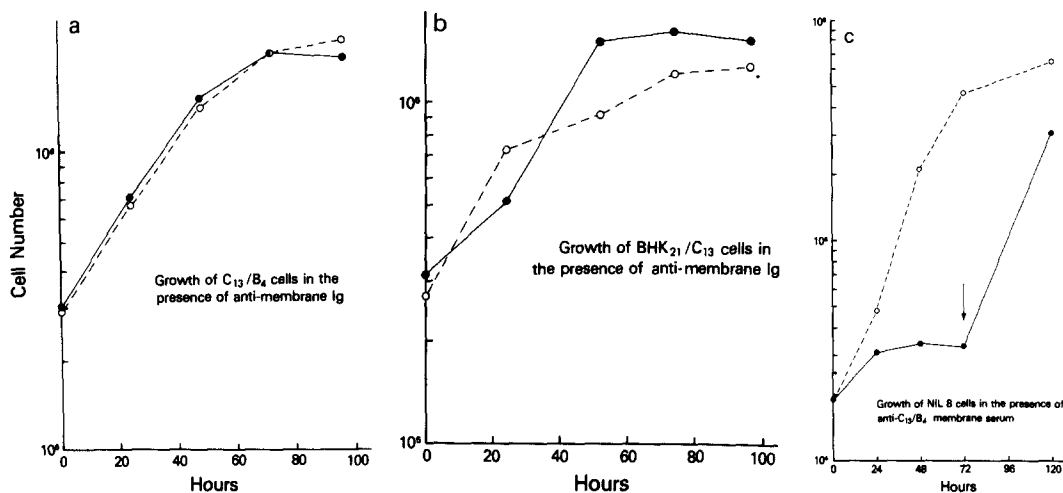 a
10⁶
Cell Number
Growth of C₁₃/B₄ cells in the
presence of anti-membrane Ig
10⁵
0 20 40 60 80 100
Hours
b
10⁶
Growth of BHK₂₁/C₁₃ cells in
the presence of anti-membrane Ig
10⁵
0 20 40 60 80 100
Hours
c
10⁶
10⁵
Growth of NIL 8 cells in the presence of
anti-C₁₃/B₄ membrane serum
10⁴
0 24 48 72 96 120
Hours